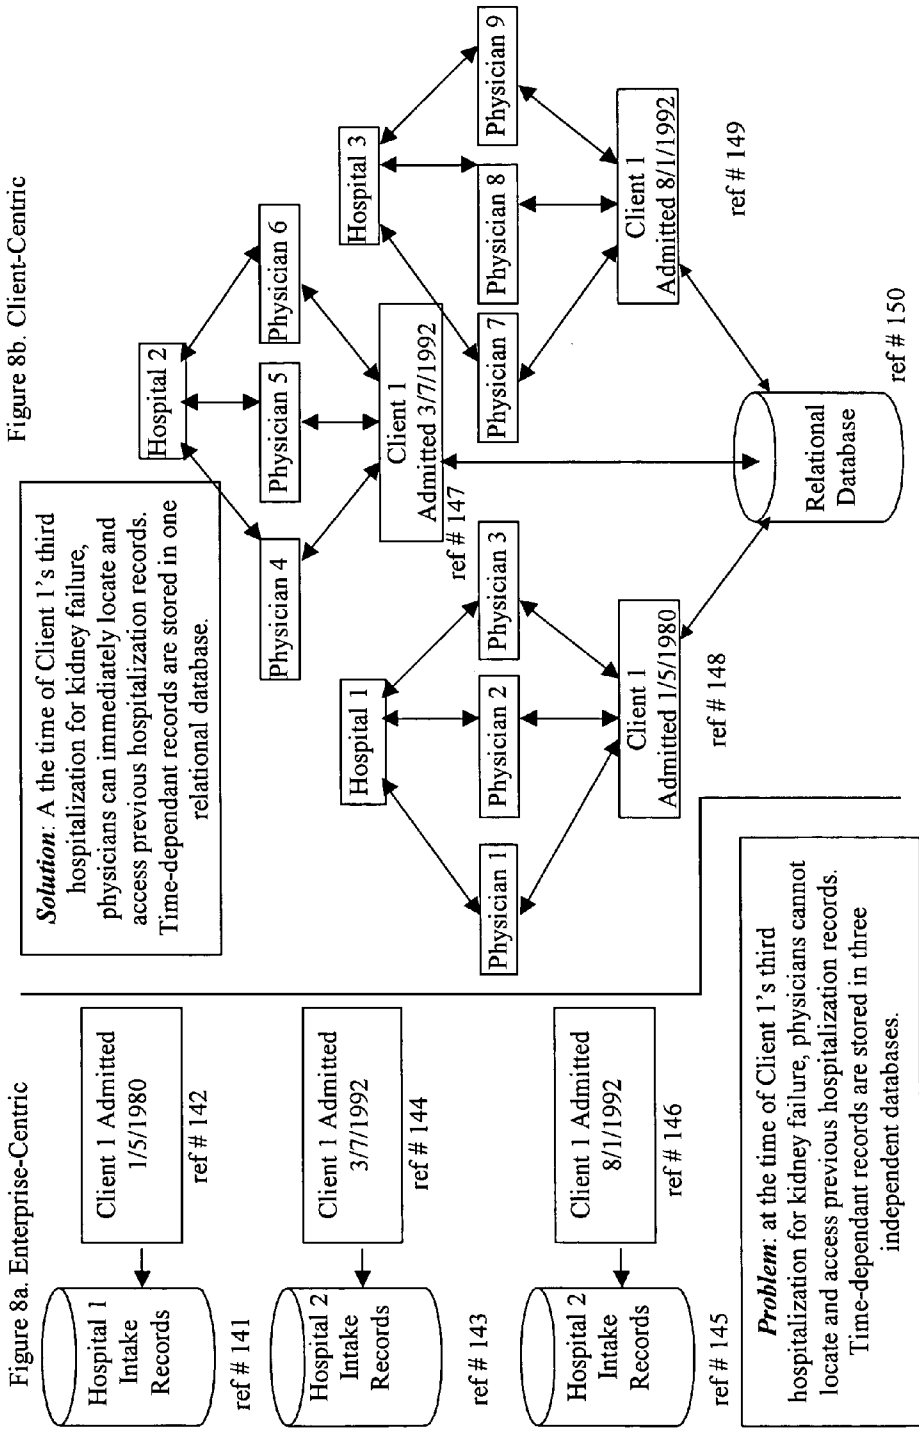 Figure 8a. Enterprise-Centric
Hospital 1
Intake
Records
ref # 141
Client 1 Admitted
1/5/1980
ref # 142
Hospital 2
Intake
Records
ref # 143
Client 1 Admitted
3/7/1992
ref # 144
Hospital 2
Intake
Records
ref # 145
Client 1 Admitted
8/1/1992
ref # 146
Problem: at the time of Client 1's third
hospitalization for kidney failure, physicians cannot
locate and access previous hospitalization records.
Time-dependant records are stored in three
independent databases.
Figure 8b. Client-Centric
Solution: A the time of Client 1's third
hospitalization for kidney failure,
physicians can immediately locate and
access previous hospitalization records.
Time-dependant records are stored in one
relational database.
Hospital 2
Physician 4
Physician 5
Physician 6
Client 1
Admitted 3/7/1992
ref # 147
Hospital 1
Physician 1
Physician 2
Physician 3
Client 1
Admitted 1/5/1980
ref # 148
Hospital 3
Physician 7
Physician 8
Physician 9
Client 1
Admitted 8/1/1992
ref # 149
Relational
Database
ref # 150